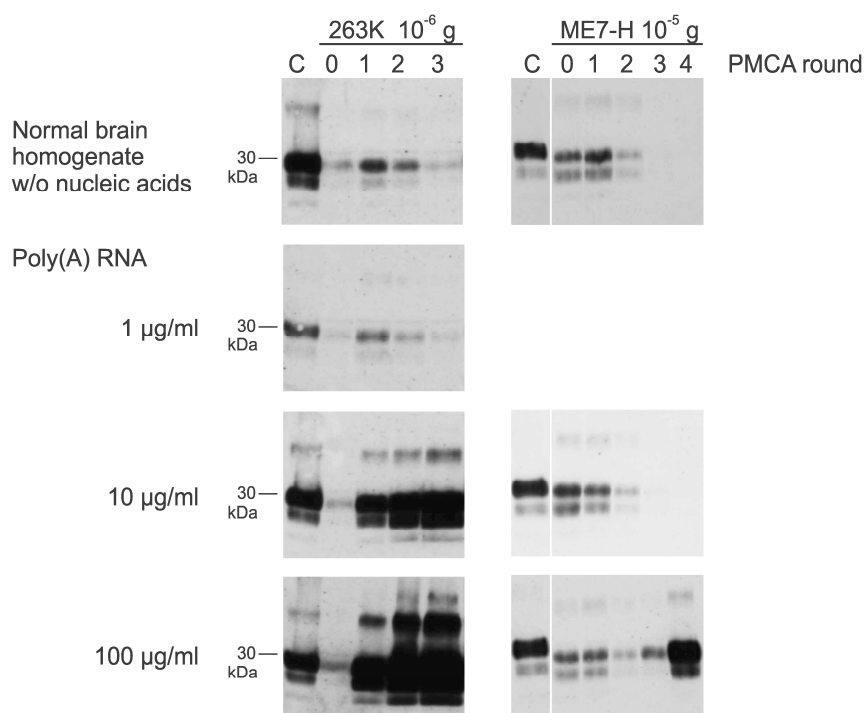 263K 10-6 g
ME7-H 10-5 g
C 0 1 2 3
C 0 1 2 3 4
PMCA round
Normal brain
homogenate
w/o nucleic acids
30
kDa
Poly(A) RNA
1 µg/ml
30
kDa
10 µg/ml
30
kDa
100 µg/ml
30
kDa